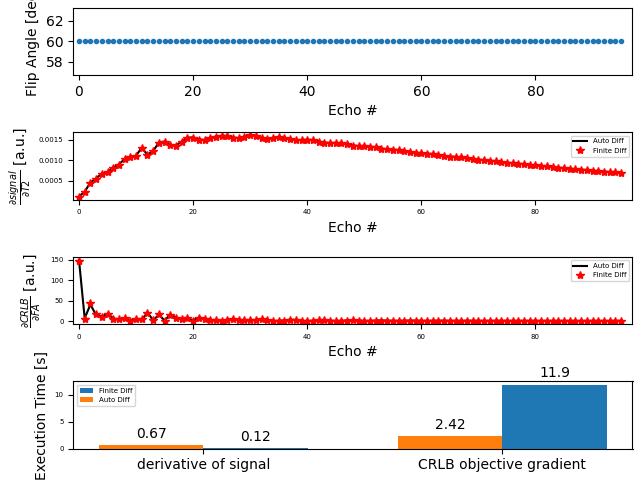 Flip Angle [de
62
60
58
0 20 40 60 80
Echo #
∂signal/∂T2 [a.u.]
0.0015
0.0010
0.0005
Auto Diff
Finite Diff
0 20 40 60 80
Echo #
∂CRLB/∂FA [a.u.]
150
100
50
0
Auto Diff
Finite Diff
0 20 40 60 80
Echo #
Execution Time [s]
10
5
0
Finite Diff
Auto Diff
0.67
0.12
2.42
11.9
derivative of signal
CRLB objective gradient